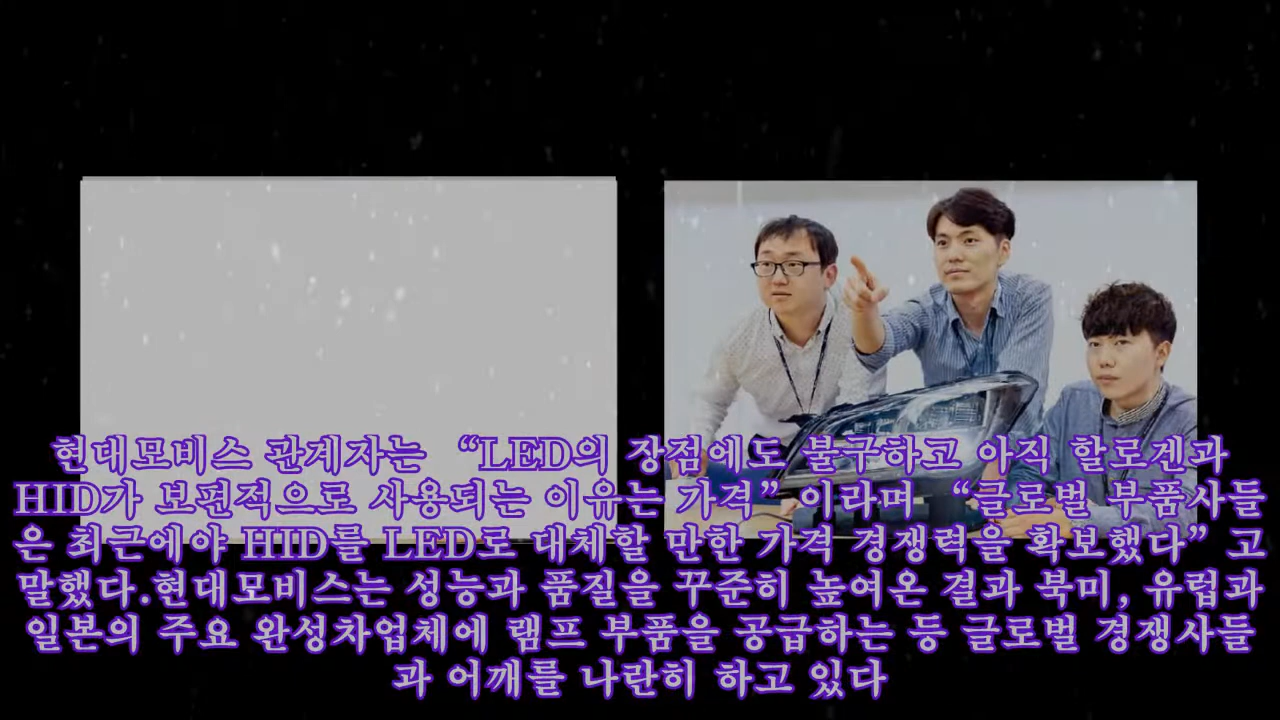 현대모비스 관계자는 “LED의 장점에도 불구하고 아직 할로겐과
HID가 보편적으로 사용되는 이유는 가격” 이라며 “글로벌 부품사들
은 최근에야 HID를 LED로 대체할 만한 가격 경쟁력을 확보했다” 고
말했다.현대모비스는 성능과 품질을 꾸준히 높여온 결과 북미, 유럽과
일본의 주요 완성차업체에 램프 부품을 공급하는 등 글로벌 경쟁사들
과 어깨를 나란히 하고 있다